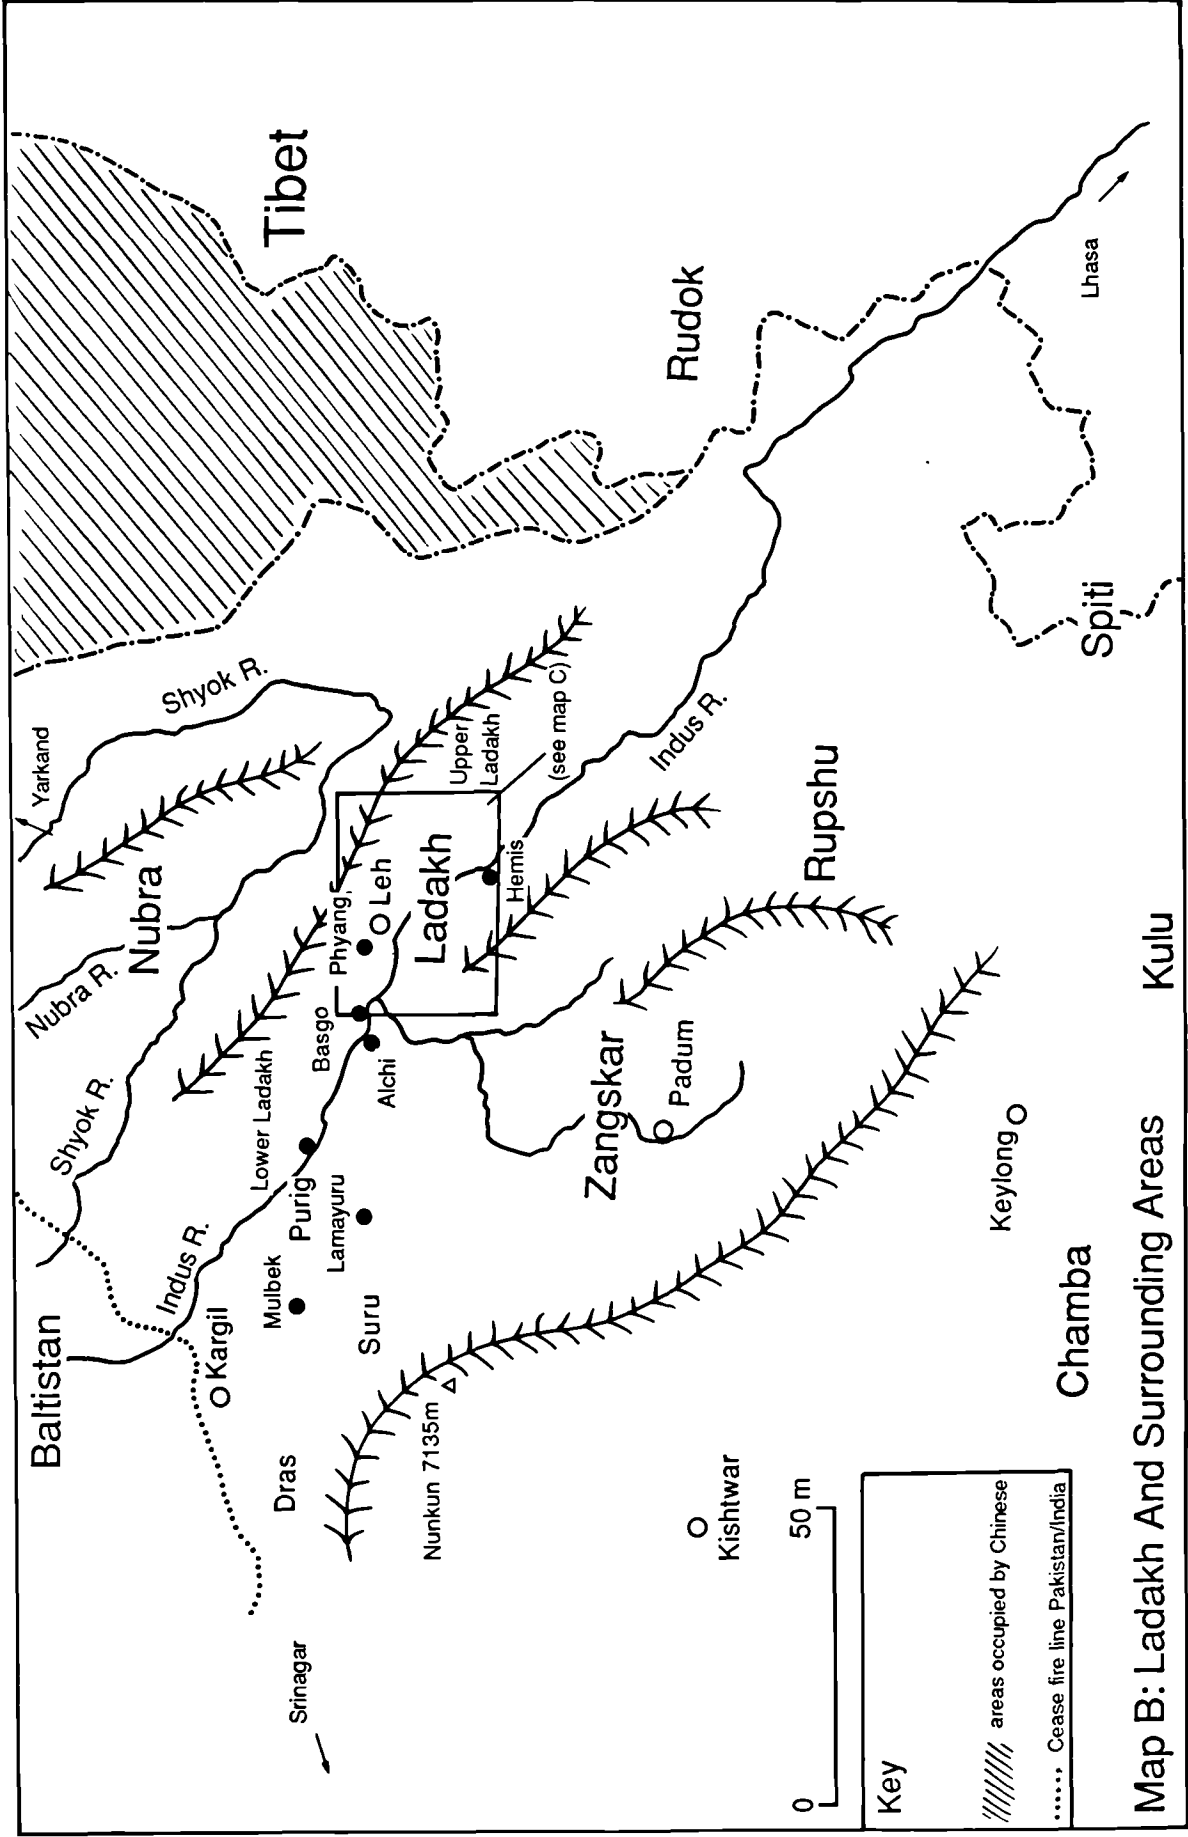 Yarkand
Shyok R.
Tibet
Nubra R.
Nubra
Shyok R.
Baltistan
Indus R.
Kargil
Lower Ladakh
Basgo
Phyang
Leh
Upper
Ladakh
(see map C)
Ladakh
Hemis
Alchi
Purig
Lamayuru
Mulbek
Suru
Dras
Srinagar
Nunkun 7135m
Indus R.
Rudok
Zangskar
Padum
Rupshu
Kishtwar
Keylong
Spiti
Lhasa
Chamba
Kulu
0
50 m
Key
areas occupied by Chinese
Cease fire line Pakistan/India
Map B: Ladakh And Surrounding Areas